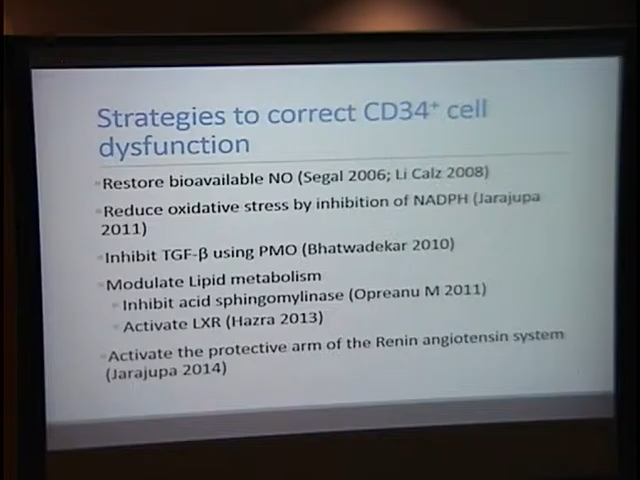 Strategies to correct CD34⁺ cell
dysfunction
Restore bioavailable NO (Segal 2006; Li Calz 2008)
Reduce oxidative stress by inhibition of NADPH (Jarajupa
2011)
Inhibit TGF-β using PMO (Bhatwadekar 2010)
Modulate Lipid metabolism
Inhibit acid sphingomylinase (Opreanu M 2011)
Activate LXR (Hazra 2013)
Activate the protective arm of the Renin angiotensin system
(Jarajupa 2014)